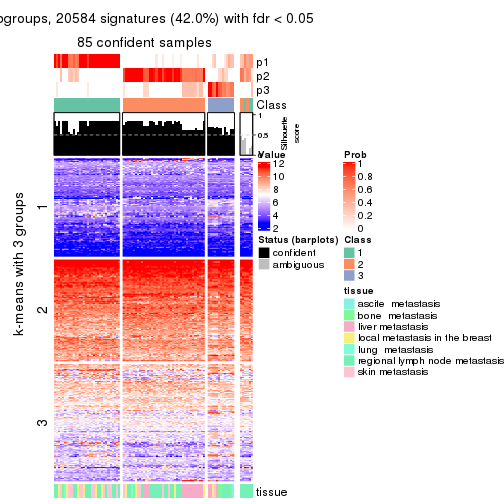 ogroups, 20584 signatures (42.0%) with fdr < 0.05
85 confident samples
p1
p2
p3
Class
1
0.5
0
Silhouette
score
k-means with 3 groups
1
2
3
tissue
Value
12
10
8
6
4
2
Prob
1
0.8
0.6
0.4
0.2
0
Status (barplots)
confident
ambiguous
Class
1
2
3
tissue
ascite metastasis
bone metastasis
liver metastasis
local metastasis in the breast
lung metastasis
regional lymph node metastasis
skin metastasis